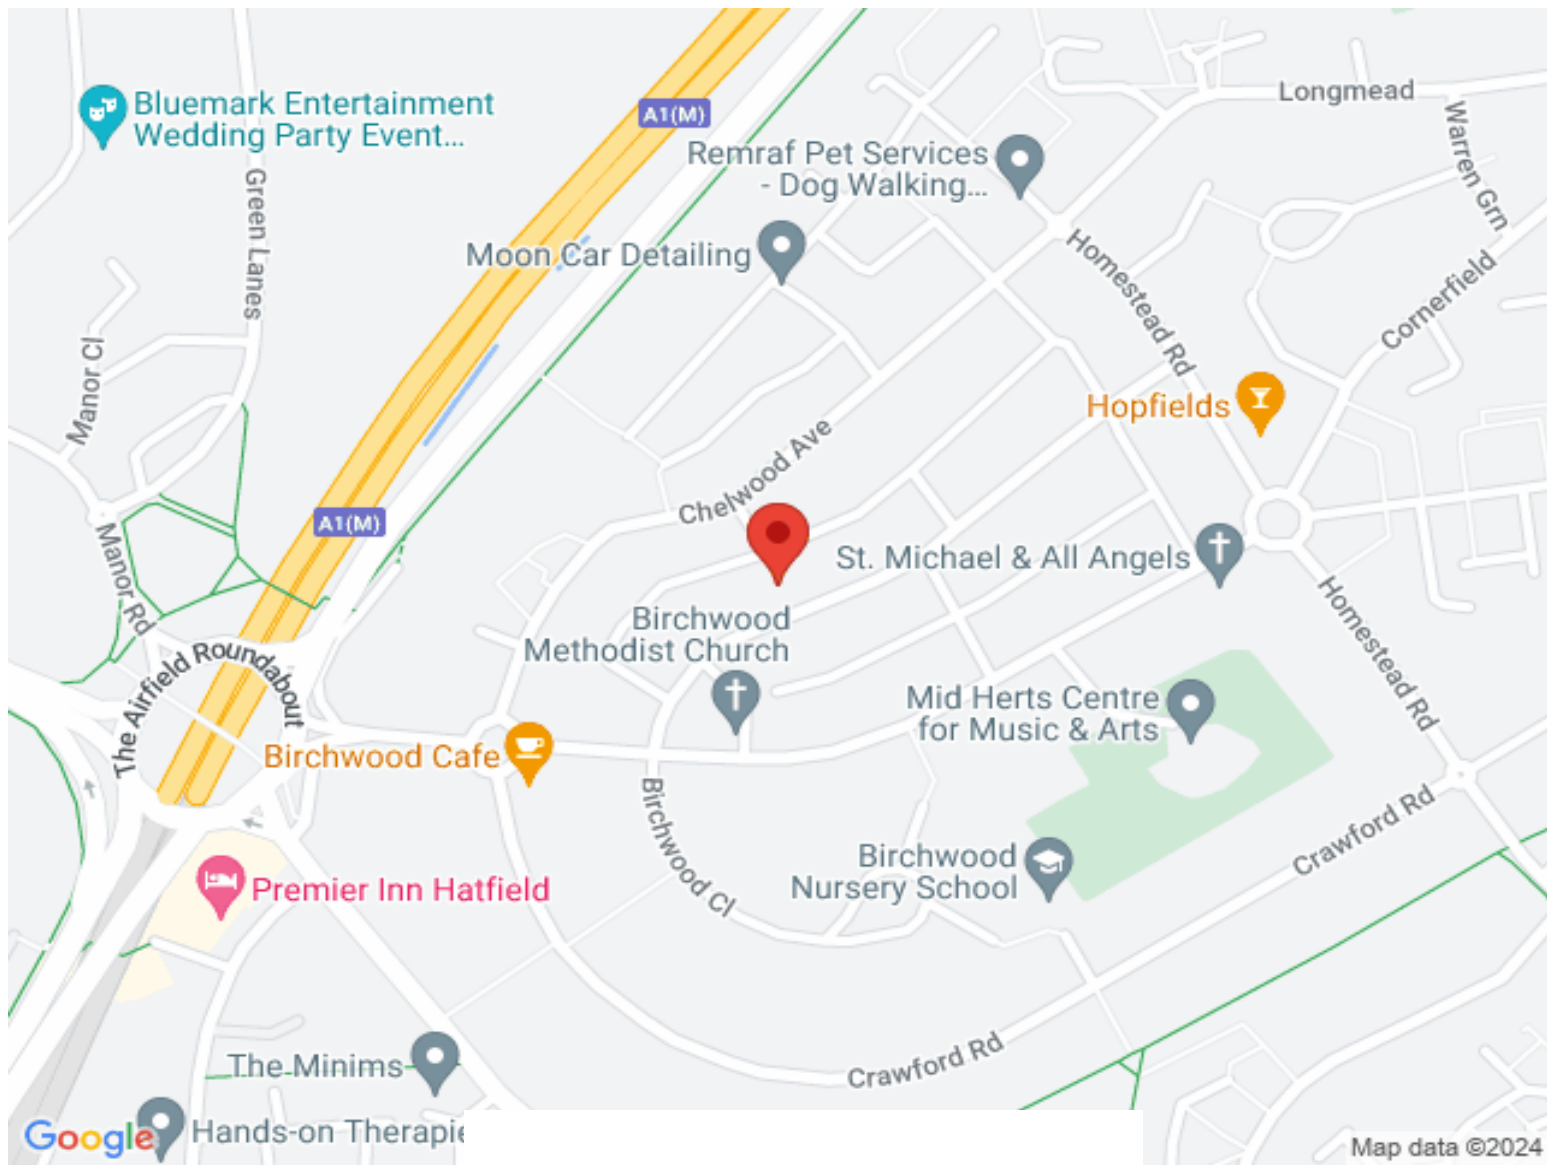 Bluemark Entertainment
Wedding Party Event...
A1(M)
Longmead
Warren Grn
Remraf Pet Services
- Dog Walking...
Green Lanes
Moon Car Detailing
Homestead Rd
Cornerfield
Manor Cl
Hopfields
Chelwood Ave
A1(M)
Manor Rd
St. Michael & All Angels
Homestead Rd
Birchwood
Methodist Church
The Airfield Roundabout
Mid Herts Centre
for Music & Arts
Birchwood Cafe
Birchwood Cl
Crawford Rd
Birchwood
Nursery School
Premier Inn Hatfield
Crawford Rd
The Minims
Google
Hands-on
Map data ©2024